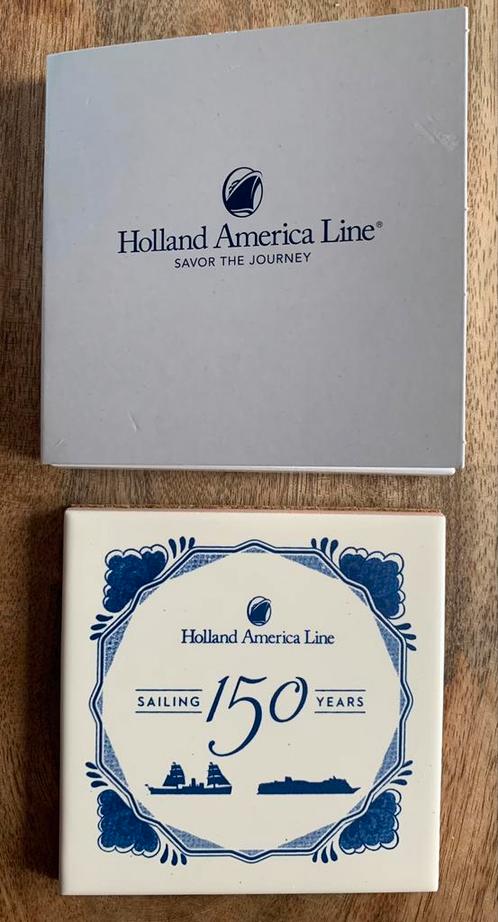 Holland America Line®
SAVOR THE JOURNEY
Holland America Line
SAILING 150 YEARS